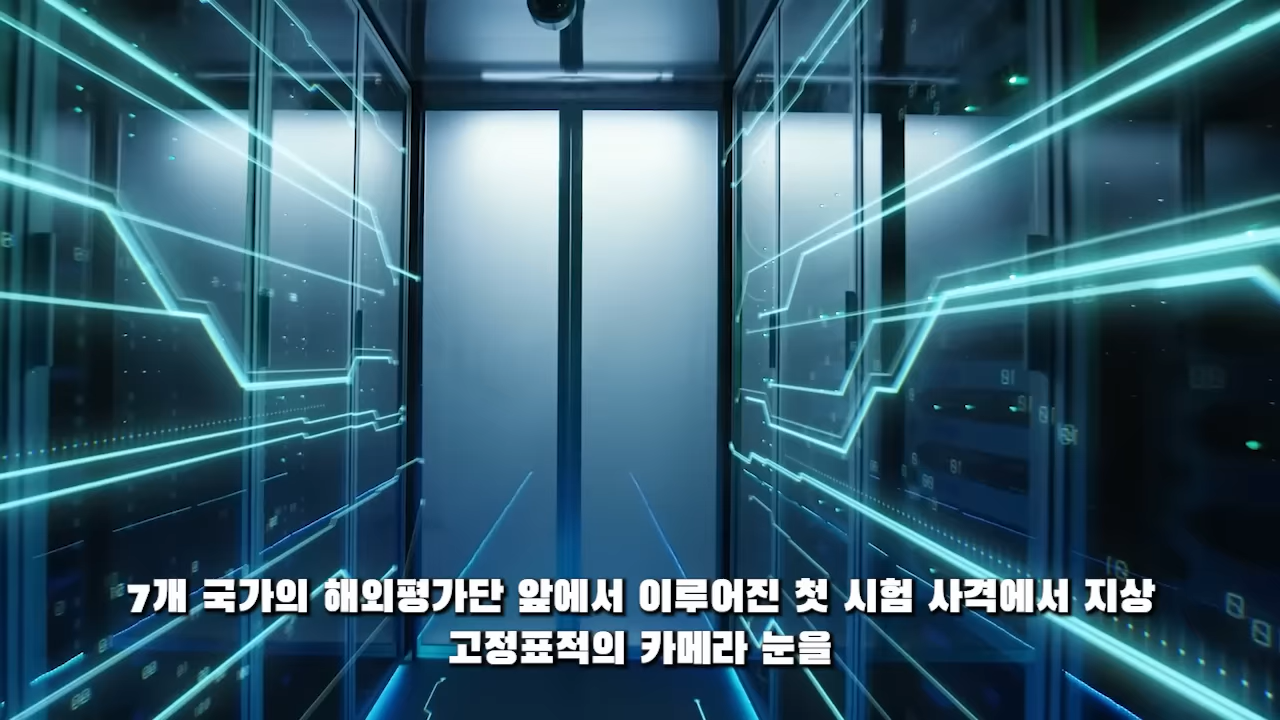 7개 국가의 해외평가단 앞에서 이루어진 첫 시험 사격에서 지상
고정표적의 카메라 눈을